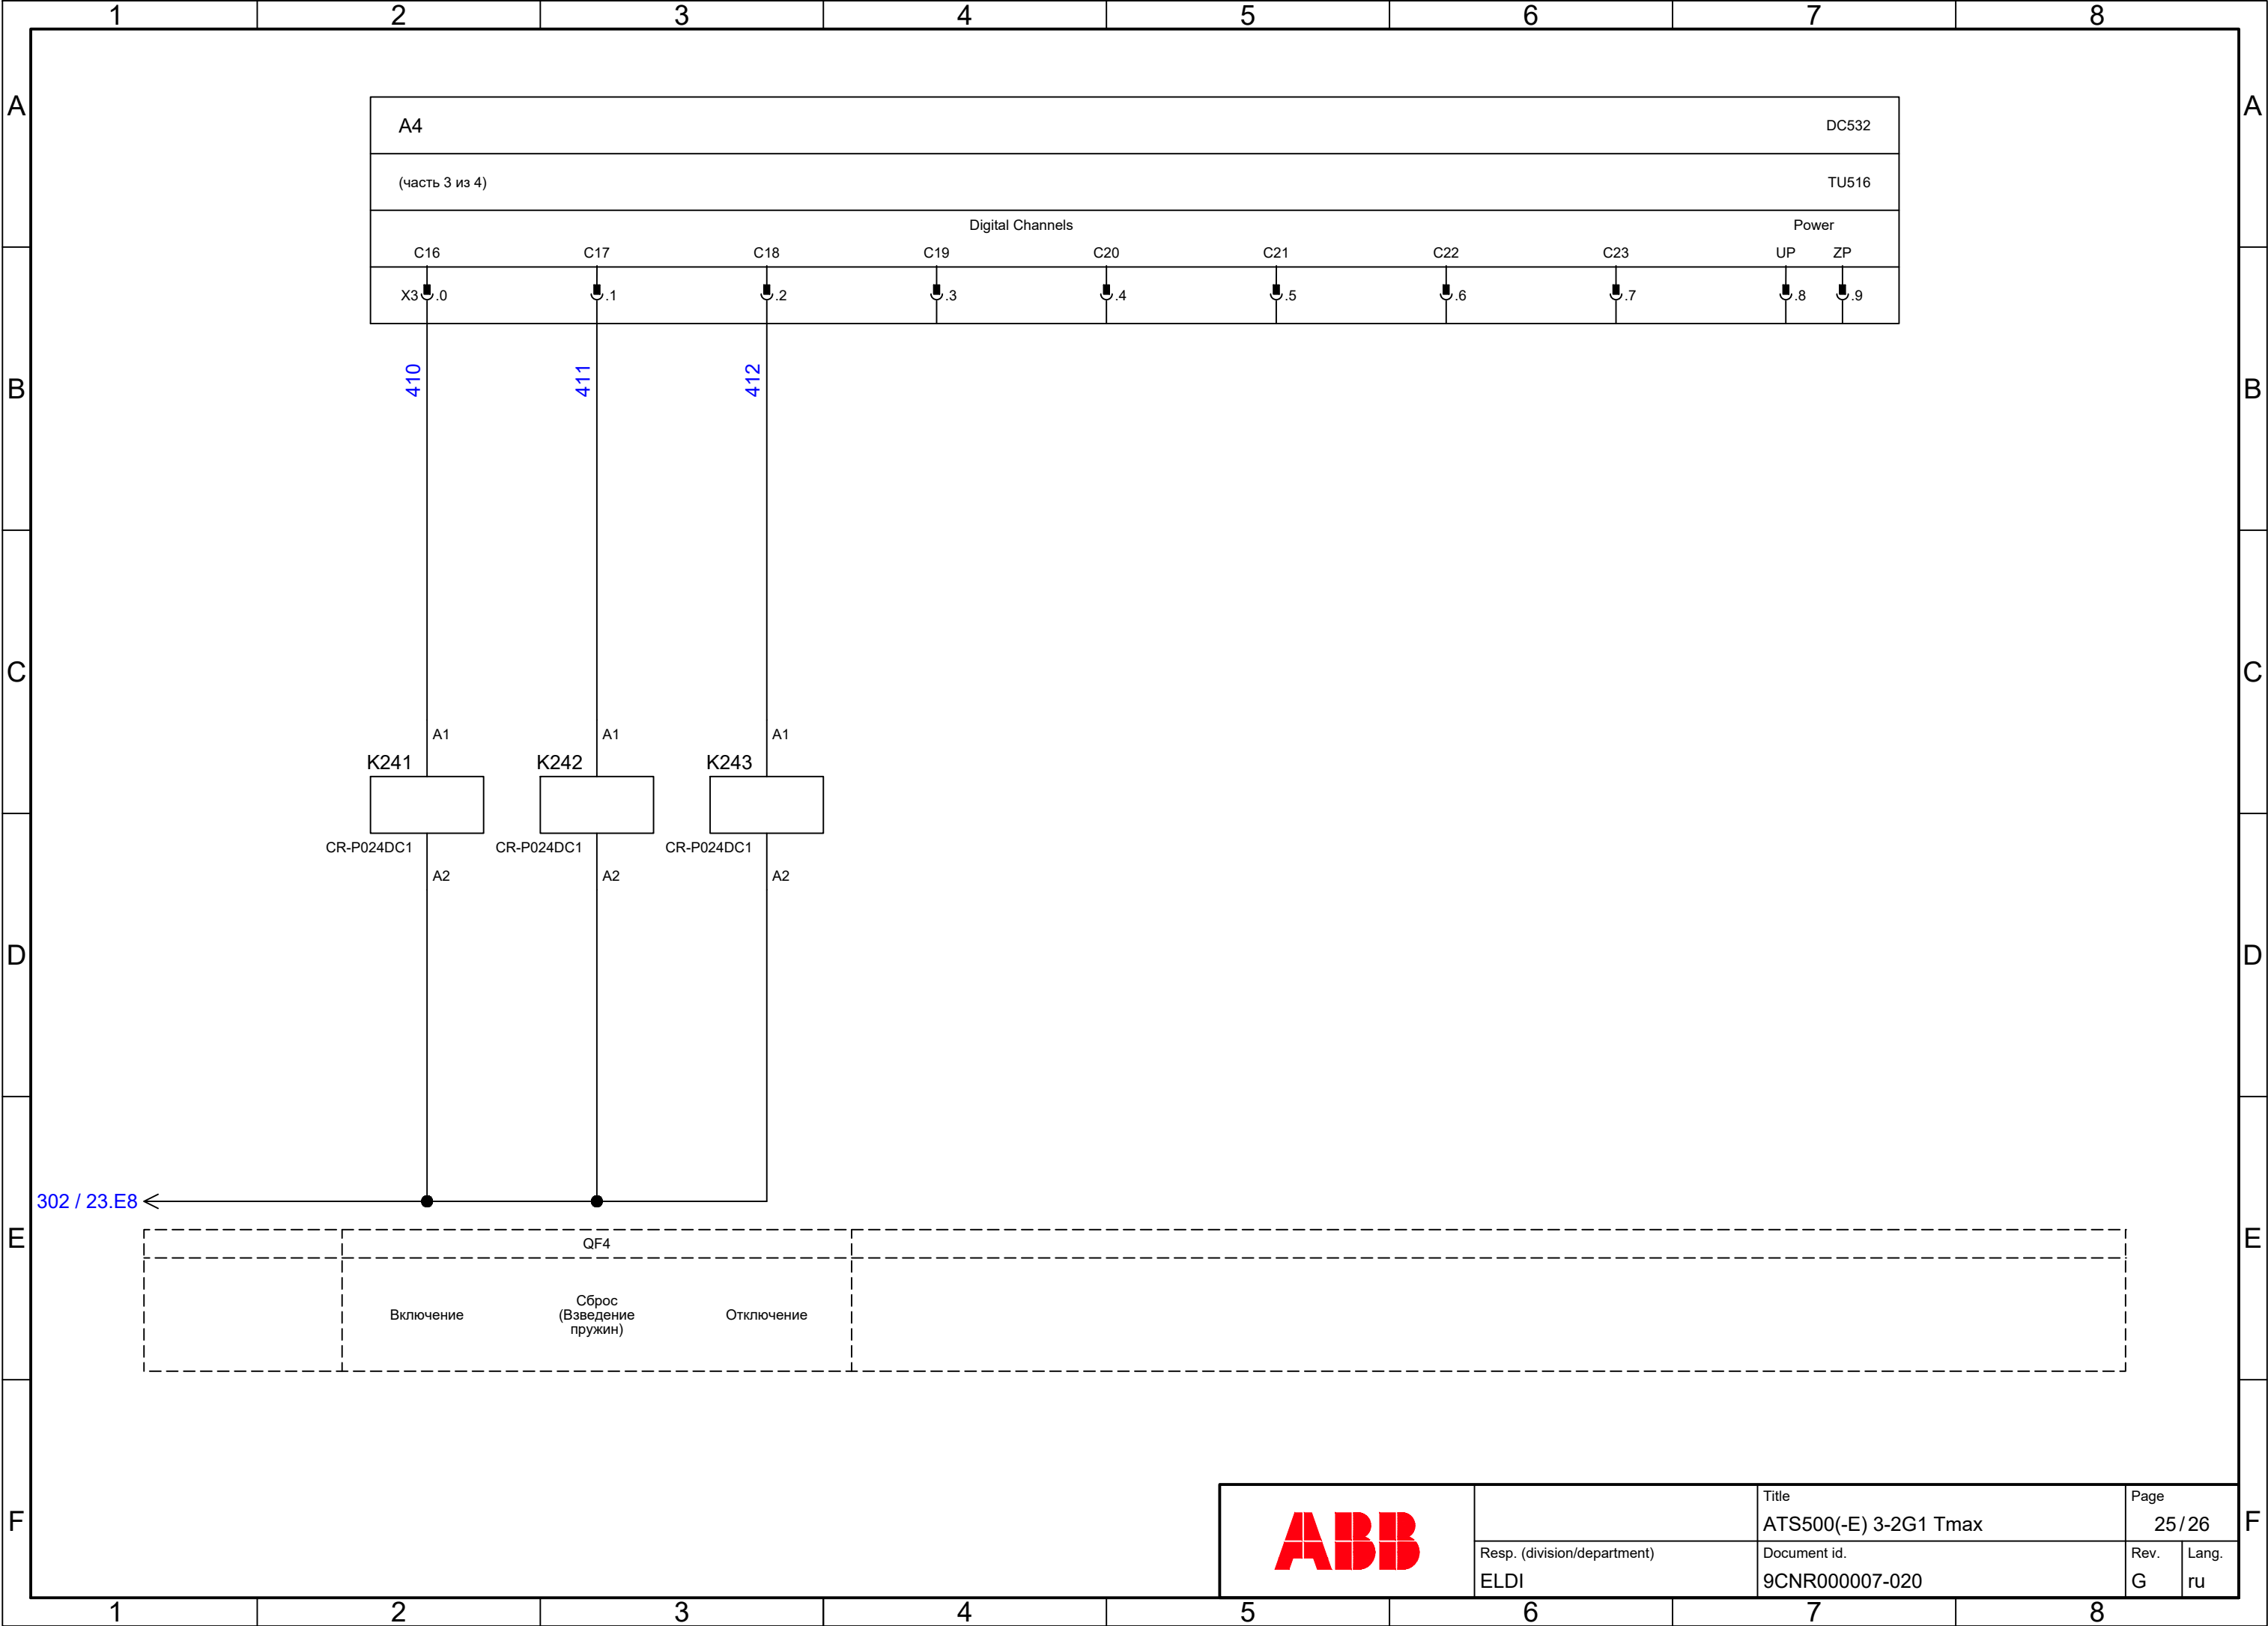 1 2 3 4 5 6 7 8
A A
A4 DC532
(часть 3 из 4) TU516
Digital Channels Power
C16 C17 C18 C19 C20 C21 C22 C23 UP ZP
X3 .0 .1 .2 .3 .4 .5 .6 .7 .8 .9
410 411 412
B B
C C
A1 A1 A1
K241 K242 K243
CR-P024DC1 CR-P024DC1 CR-P024DC1
A2 A2 A2
D D
302 / 23.E8
E E
QF4
Включение
Сброс
(Взведение
пружин)
Отключение
F F
ABB
Title
ATS500(-E) 3-2G1 Tmax
Page
25/26
Resp. (division/department)
ELDI
Document id.
9CNR000007-020
Rev.
G
Lang.
ru
1 2 3 4 5 6 7 8